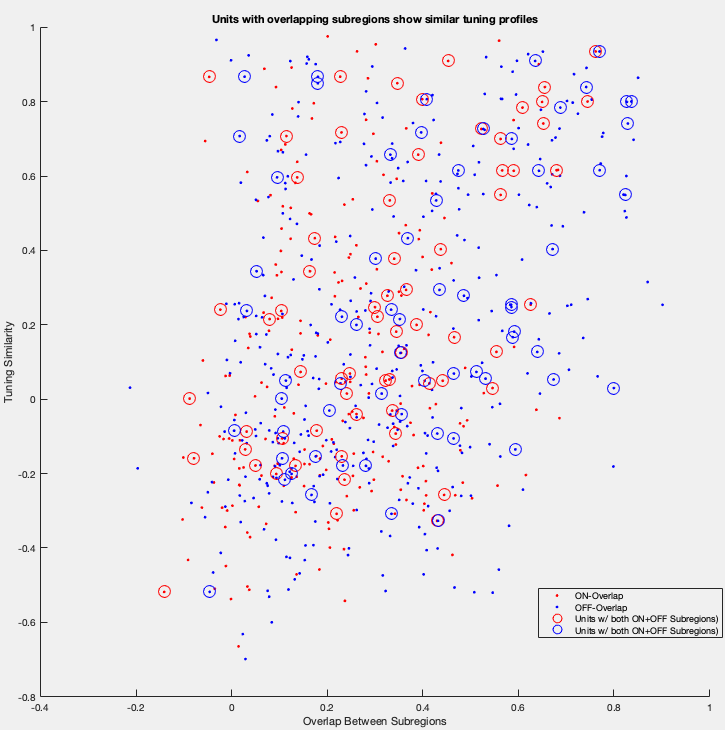 Units with overlapping subregions show similar tuning profiles
1
0.8
0.6
0.4
0.2
0
-0.2
-0.4
-0.6
-0.8
Tuning Similarity
ON-Overlap
OFF-Overlap
Units w/ both ON+OFF Subregions)
Units w/ both ON+OFF Subregions)
-0.4 -0.2 0 0.2 0.4 0.6 0.8 1
Overlap Between Subregions